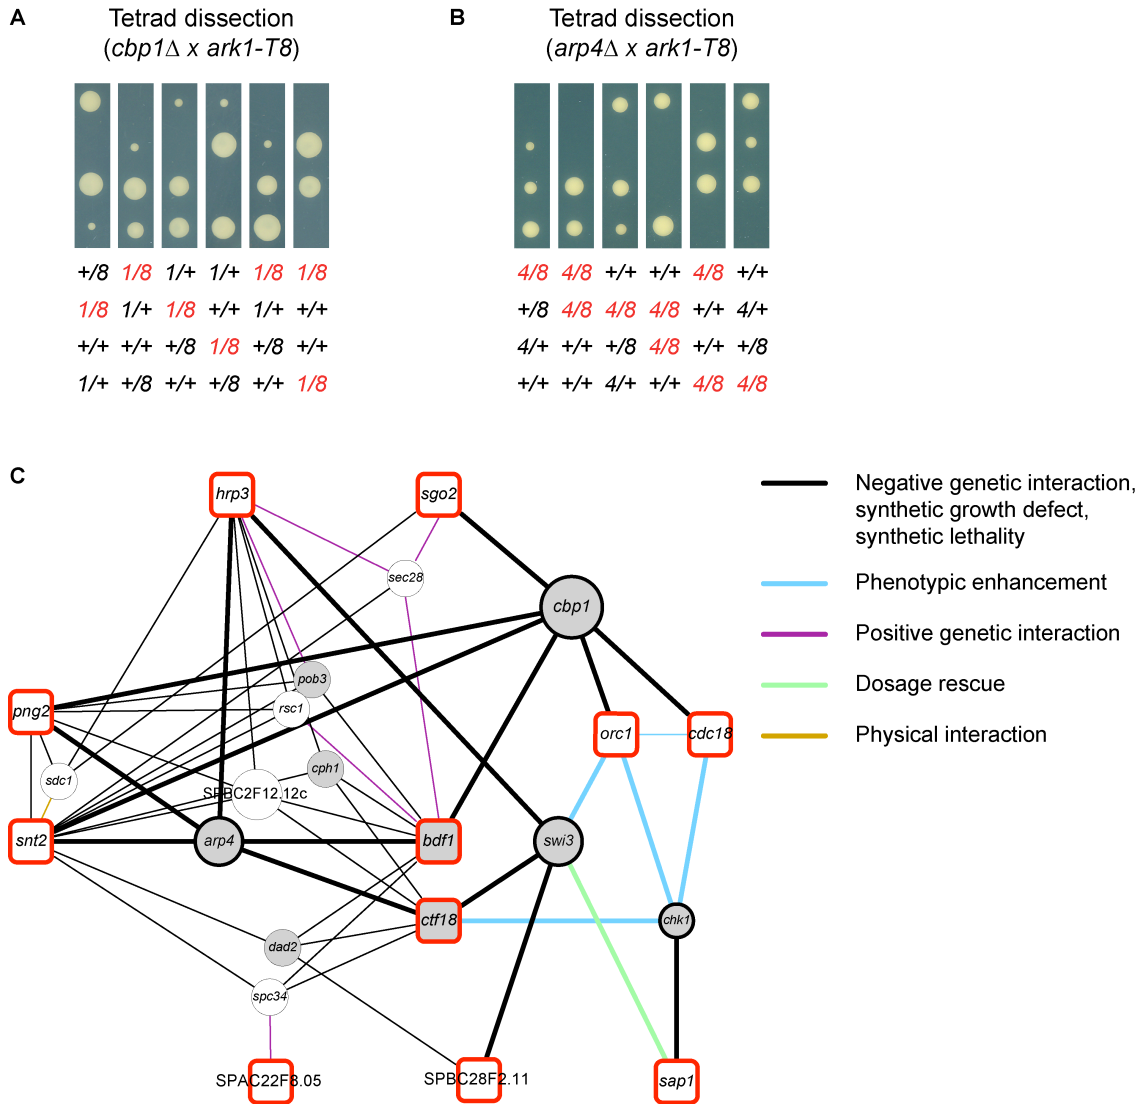 A
Tetrad dissection
(cbp1Δ x ark1-T8)
+/8 1/8 1/+ 1/+ 1/8 1/8
1/8 1/+ 1/8 +/+ 1/+ +/+
+/+ +/+ +/8 1/8 +/8 +/+
1/+ +/8 +/+ +/8 +/+ 1/8
B
Tetrad dissection
(arp4Δ x ark1-T8)
4/8 4/8 +/+ +/+ 4/8 +/+
+/8 4/8 4/8 4/8 +/+ 4/+
4/+ +/+ +/8 4/8 +/+ +/8
+/+ +/+ 4/+ +/+ 4/8 4/8
C
hrp3
sgo2
sec28
cbp1
pob3
rsc1
png2
orc1
cdc18
sdc1
cph1
SPBC2F12.12c
snt2
arp4
bdf1
swi3
ctf18
chk1
dad2
spc34
SPAC22F8.05
SPBC28F2.11
sap1
Negative genetic interaction,
synthetic growth defect,
synthetic lethality
Phenotypic enhancement
Positive genetic interaction
Dosage rescue
Physical interaction